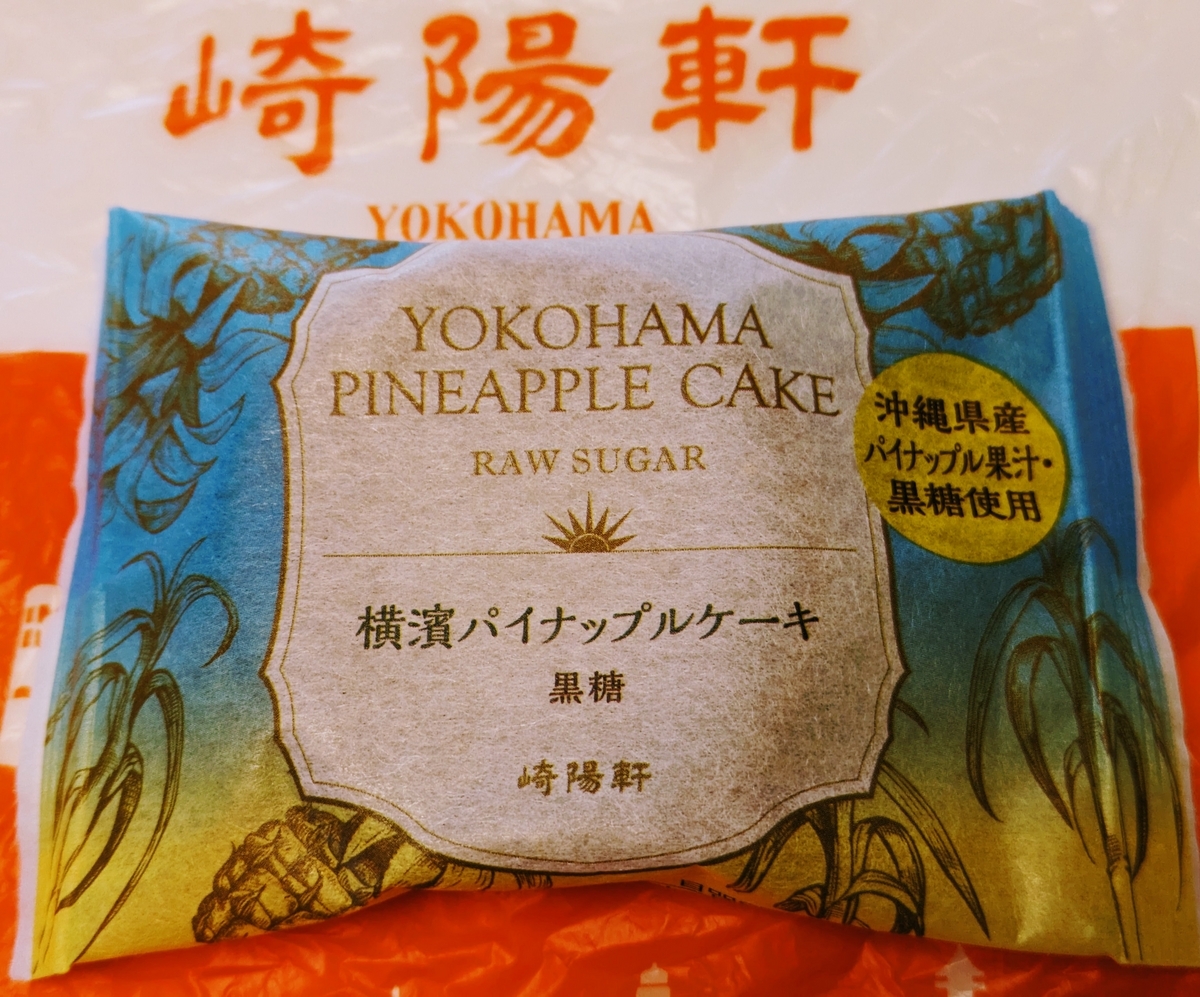 崎陽軒
YOKOHAMA
YOKOHAMA
PINEAPPLE CAKE
RAW SUGAR
沖縄県産
パイナップル果汁・
黒糖使用
横濱パイナップルケーキ
黒糖
崎陽軒